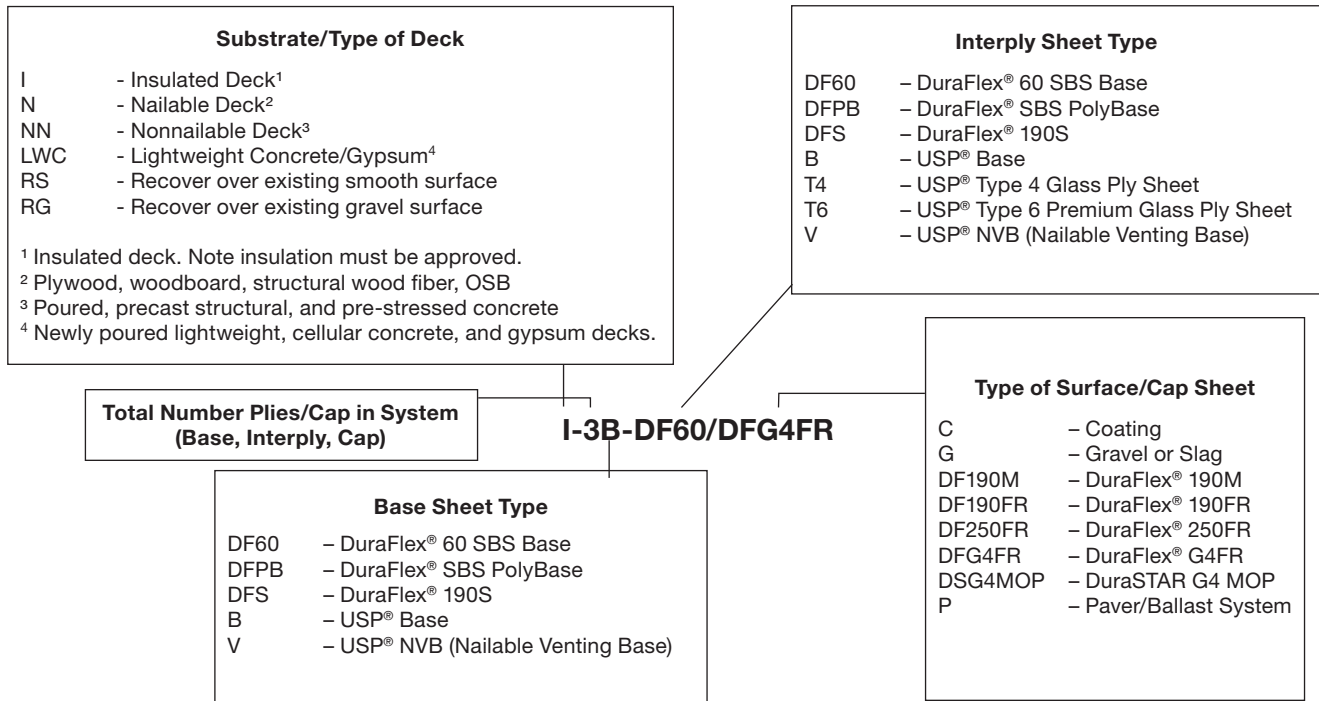 Substrate/Type of Deck
I - Insulated Deck¹
N - Nailable Deck²
NN - Nonnailable Deck³
LWC - Lightweight Concrete/Gypsum⁴
RS - Recover over existing smooth surface
RG - Recover over existing gravel surface
¹ Insulated deck. Note insulation must be approved.
² Plywood, woodboard, structural wood fiber, OSB
³ Poured, precast structural, and pre-stressed concrete
⁴ Newly poured lightweight, cellular concrete, and gypsum decks.
Interply Sheet Type
DF60 – DuraFlex® 60 SBS Base
DFPB – DuraFlex® SBS PolyBase
DFS – DuraFlex® 190S
B – USP® Base
T4 – USP® Type 4 Glass Ply Sheet
T6 – USP® Type 6 Premium Glass Ply Sheet
V – USP® NVB (Nailable Venting Base)
Total Number Plies/Cap in System
(Base, Interply, Cap)
I-3B-DF60/DFG4FR
Base Sheet Type
DF60 – DuraFlex® 60 SBS Base
DFPB – DuraFlex® SBS PolyBase
DFS – DuraFlex® 190S
B – USP® Base
V – USP® NVB (Nailable Venting Base)
Type of Surface/Cap Sheet
C – Coating
G – Gravel or Slag
DF190M – DuraFlex® 190M
DF190FR – DuraFlex® 190FR
DF250FR – DuraFlex® 250FR
DFG4FR – DuraFlex® G4FR
DSG4MOP – DuraSTAR G4 MOP
P – Paver/Ballast System